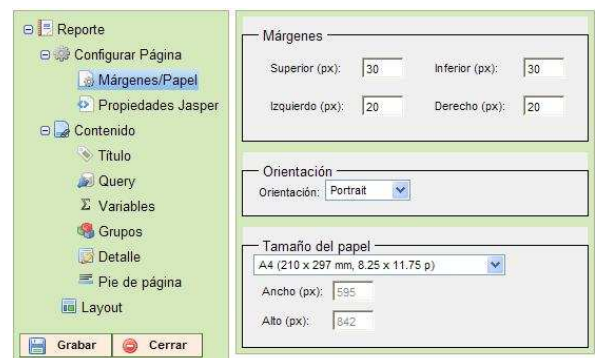 Reporte
Configurar Página
Márgenes/Papel
Propiedades Jasper
Contenido
Título
Query
Σ Variables
Grupos
Detalle
Pie de página
Layout
Grabar Cerrar
Márgenes
Superior (px): 30 Inferior (px): 30
Izquierdo (px): 20 Derecho (px): 20
Orientación
Orientación: Portrait
Tamaño del papel
A4 (210 x 297 mm, 8.25 x 11.75 p)
Ancho (px): 595
Alto (px): 842